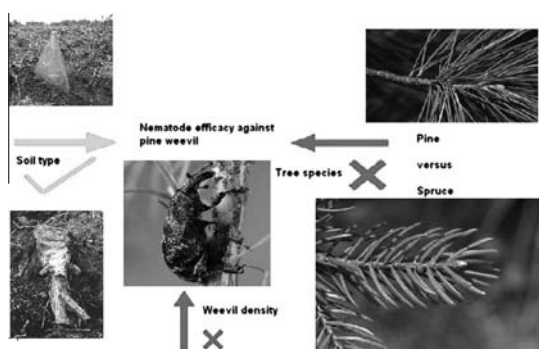 Nematode efficacy against
pine weevil
Soil type
Tree species
Pine
versus
Spruce
Weevil density